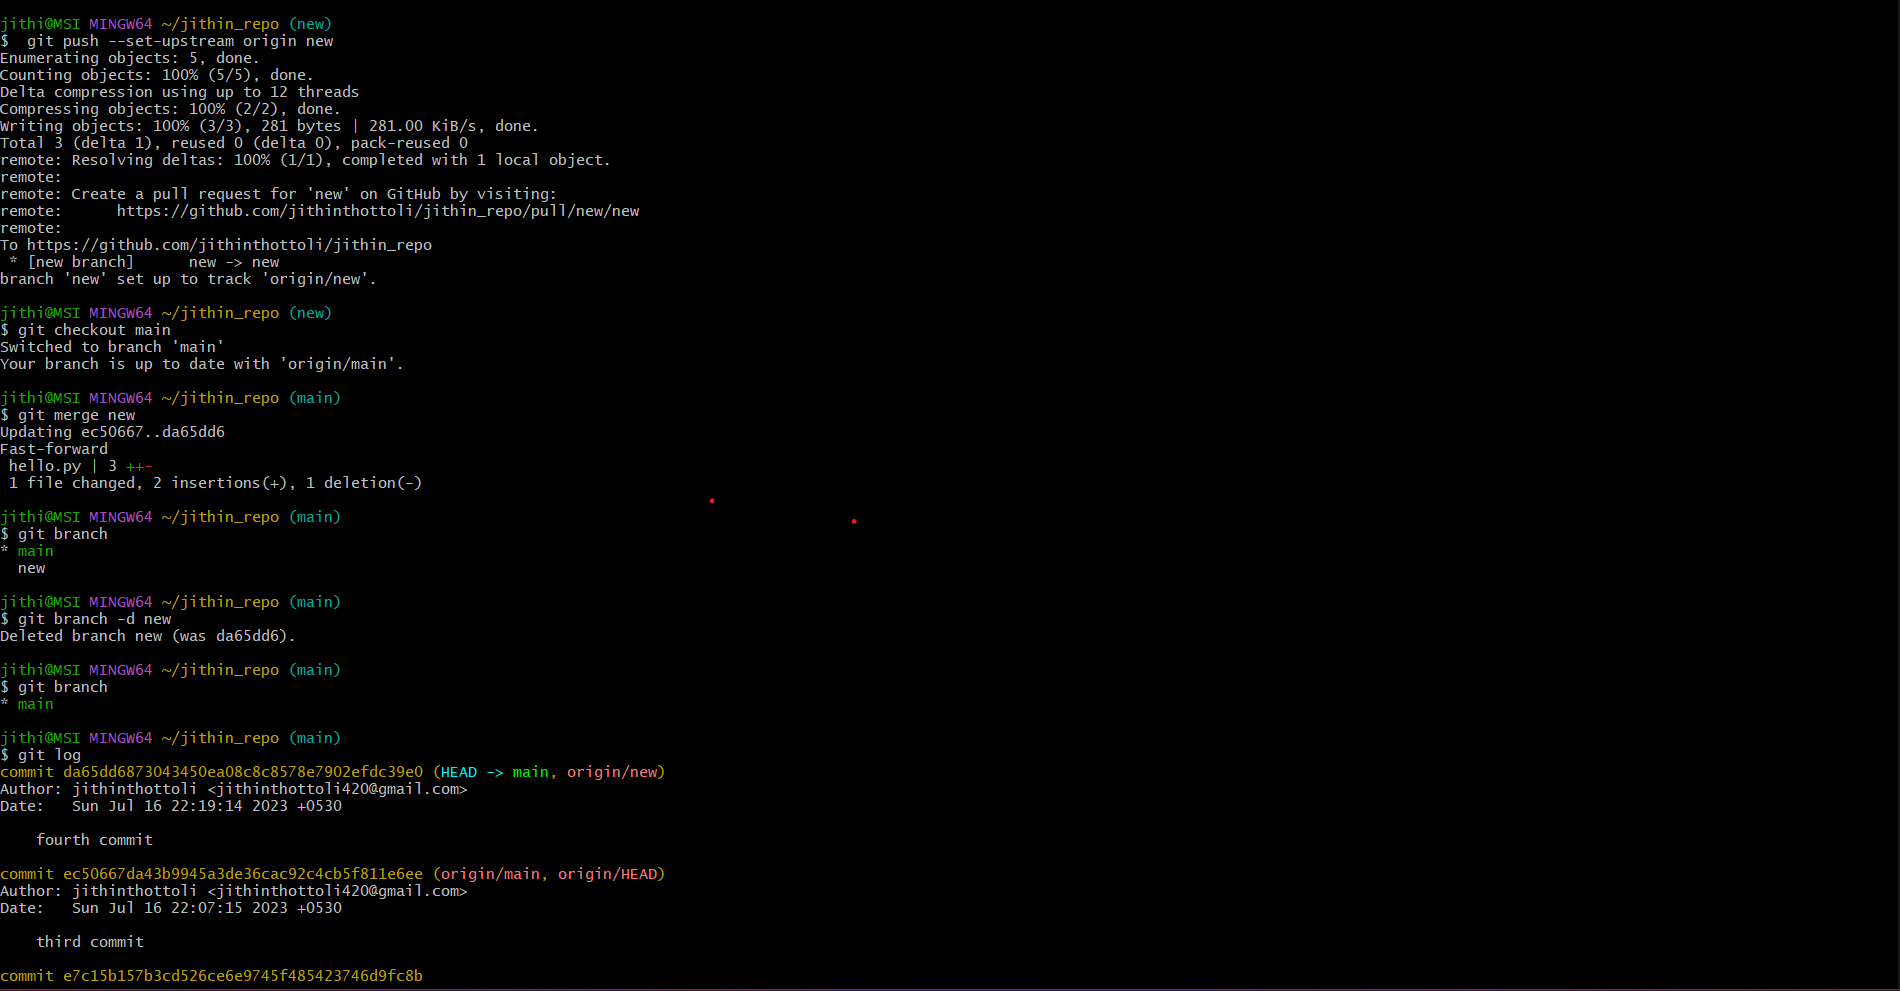 jithi@MSI MINGW64 ~/jithin_repo (new)
$  git push --set-upstream origin new
Enumerating objects: 5, done.
Counting objects: 100% (5/5), done.
Delta compression using up to 12 threads
Compressing objects: 100% (2/2), done.
Writing objects: 100% (3/3), 281 bytes | 281.00 KiB/s, done.
Total 3 (delta 1), reused 0 (delta 0), pack-reused 0
remote: Resolving deltas: 100% (1/1), completed with 1 local object.
remote:
remote: Create a pull request for 'new' on GitHub by visiting:
remote:      https://github.com/jithinthottoli/jithin_repo/pull/new/new
remote:
To https://github.com/jithinthottoli/jithin_repo
 * [new branch]      new -> new
branch 'new' set up to track 'origin/new'.
jithi@MSI MINGW64 ~/jithin_repo (new)
$ git checkout main
Switched to branch 'main'
Your branch is up to date with 'origin/main'.
jithi@MSI MINGW64 ~/jithin_repo (main)
$ git merge new
Updating ec50667..da65dd6
Fast-forward
 hello.py | 3 ++-
 1 file changed, 2 insertions(+), 1 deletion(-)
jithi@MSI MINGW64 ~/jithin_repo (main)
$ git branch
* main
  new
jithi@MSI MINGW64 ~/jithin_repo (main)
$ git branch -d new
Deleted branch new (was da65dd6).
jithi@MSI MINGW64 ~/jithin_repo (main)
$ git branch
* main
jithi@MSI MINGW64 ~/jithin_repo (main)
$ git log
commit da65dd6873043450ea08c8c8578e7902efdc39e0 (HEAD -> main, origin/new)
Author: jithinthottoli <jithinthottoli420@gmail.com>
Date:   Sun Jul 16 22:19:14 2023 +0530
    fourth commit
commit ec50667da43b9945a3de36cac92c4cb5f811e6ee (origin/main, origin/HEAD)
Author: jithinthottoli <jithinthottoli420@gmail.com>
Date:   Sun Jul 16 22:07:15 2023 +0530
    third commit
commit e7c15b157b3cd526ce6e9745f485423746d9fc8b